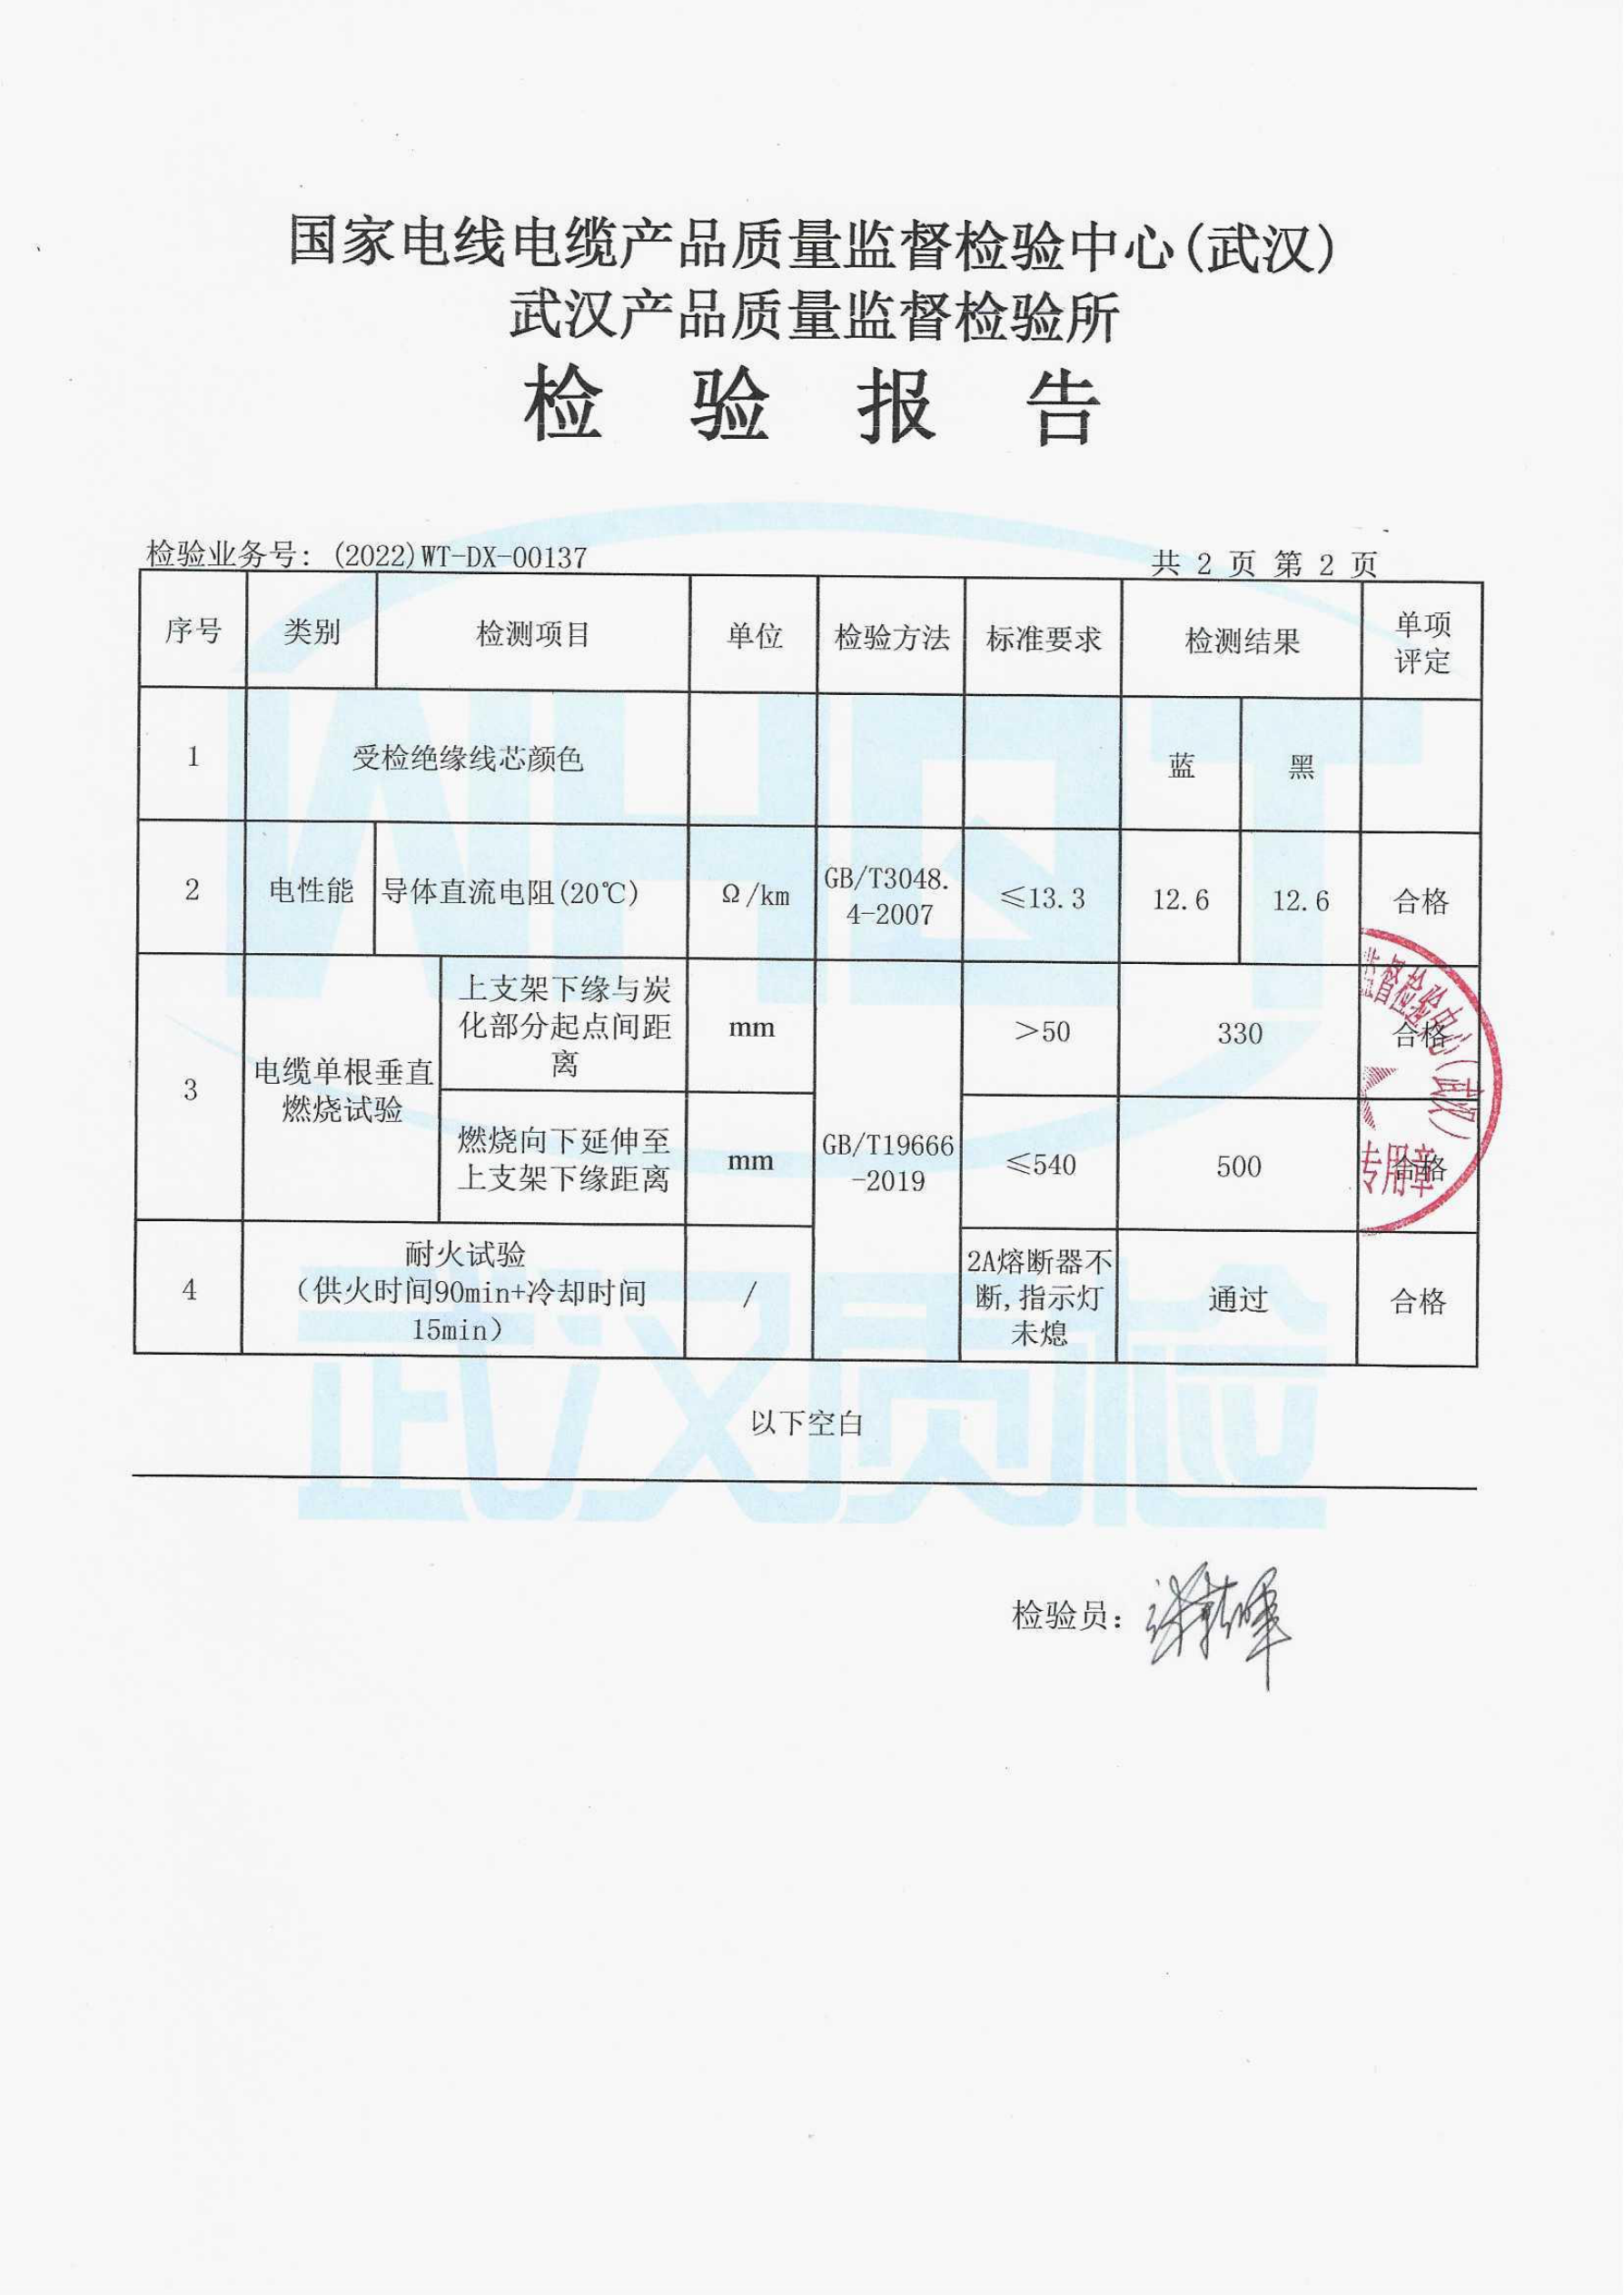 国家电线电缆产品质量监督检验中心(武汉)
武汉产品质量监督检验所
检 验 报 告
检验业务号: (2022)WT-DX-00137
共 2 页 第 2 页
序号 类别 检测项目 单位 检验方法 标准要求 检测结果 单项
评定
1 受检绝缘线芯颜色 蓝 黑
2 电性能 导体直流电阻(20℃) Ω/km GB/T3048.
4-2007 ≤13.3 12.6 12.6 合格
3 电缆单根垂直
燃烧试验
上支架下缘与炭
化部分起点间距
离
mm
GB/T19666
-2019
>50 330 合格
燃烧向下延伸至
上支架下缘距离
mm ≤540 500 合格
4 耐火试验
(供火时间90min+冷却时间
15min)
/
2A熔断器不
断,指示灯
未熄
通过 合格
以下空白
检验员:
监督检验中心(武汉)
专用章
WHQT
武汉质检